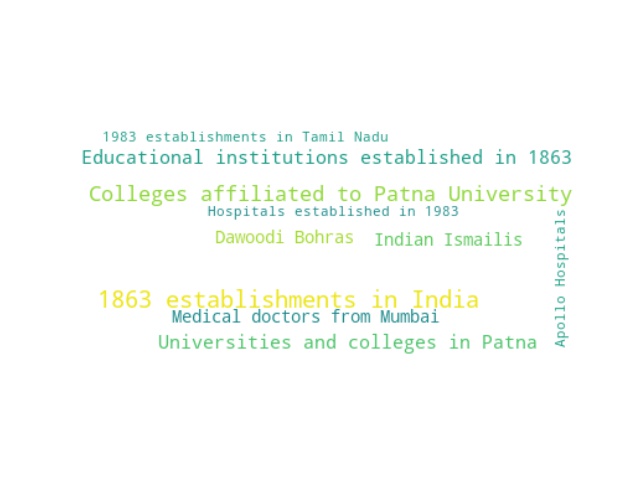 1983 establishments in Tamil Nadu
Educational institutions established in 1863
Colleges affiliated to Patna University
Hospitals established in 1983
Dawoodi Bohras
Indian Ismailis
Apollo Hospitals
1863 establishments in India
Medical doctors from Mumbai
Universities and colleges in Patna